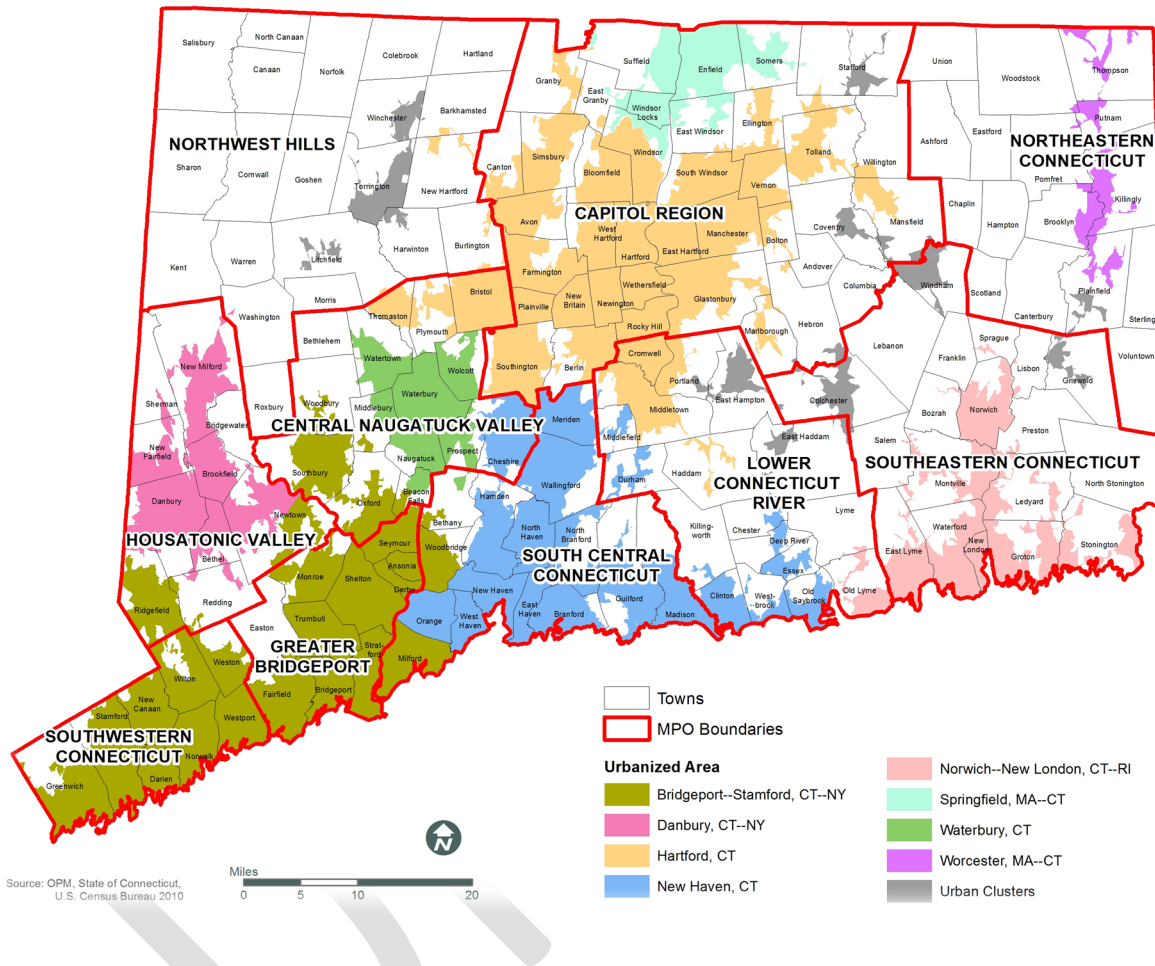 Salisbury
North Canaan
Canaan
Norfolk
Colebrook
Hartland
Winchester
Barkhamsted
NORTHWEST HILLS
Sharon
Cornwall
Goshen
Torrington
New Hartford
Kent
Warren
Litchfield
Harwinton
Burlington
Morris
Washington
Granby
Suffield
East
Granby
Enfield
Somers
Stafford
Windsor
Locks
East Windsor
Ellington
Canton
Simsbury
Bloomfield
Windsor
South Windsor
Vernon
Tolland
Willington
Mansfield
CAPITOL REGION
Avon
West
Hartford
Hartford
East Hartford
Manchester
Bolton
Coventry
Andover
Columbia
Farmington
Plainville
New
Britain
Newington
Wethersfield
Rocky Hill
Glastonbury
Marlborough
Hebron
Southington
Berlin
Union
Woodstock
Thompson
Ashford
Eastford
Putnam
NORTHEASTERN
CONNECTICUT
Pomfret
Killingly
Chaplin
Hampton
Brooklyn
Windham
Scotland
Canterbury
Plainfield
Sterling
Voluntown
Bristol
Thomaston
Plymouth
Bethlehem
Watertown
Wolcott
Waterbury
Woodbury
Middlebury
CENTRAL NAUGATUCK VALLEY
Southbury
Naugatuck
Prospect
Cheshire
Oxford
Beacon
Falls
New Milford
Sherman
Roxbury
Bridgewater
New
Fairfield
Brookfield
Danbury
Newtown
HOUSATONIC VALLEY
Bethel
Ridgefield
Redding
Cromwell
Portland
East Hampton
Middletown
Middlefield
East Haddam
Haddam
Durham
LOWER
CONNECTICUT
RIVER
Killing-
worth
Chester
Lyme
Deep River
Essex
Clinton
West-
brook
Old
Saybrook
Old Lyme
Lebanon
Franklin
Sprague
Lisbon
Griswold
Colchester
Bozrah
Norwich
Preston
Salem
SOUTHEASTERN CONNECTICUT
Montville
Ledyard
North Stonington
East Lyme
Waterford
New
London
Groton
Stonington
Meriden
Wallingford
Hamden
Bethany
Woodbridge
North
Haven
North
Branford
SOUTH CENTRAL
CONNECTICUT
New Haven
Orange
West
Haven
East
Haven
Branford
Guilford
Madison
Milford
Seymour
Ansonia
Derby
Shelton
Monroe
Trumbull
Easton
GREATER
BRIDGEPORT
Strat-
ford
Fairfield
Bridgeport
Weston
Wilton
New
Canaan
Stamford
Westport
SOUTHWESTERN
CONNECTICUT
Norwalk
Darien
Greenwich
Towns
MPO Boundaries
Urbanized Area
Bridgeport--Stamford, CT--NY
Danbury, CT--NY
Hartford, CT
New Haven, CT
Norwich--New London, CT--RI
Springfield, MA--CT
Waterbury, CT
Worcester, MA--CT
Urban Clusters
N
Miles
0 5 10 20
Source: OPM, State of Connecticut,
U.S. Census Bureau 2010